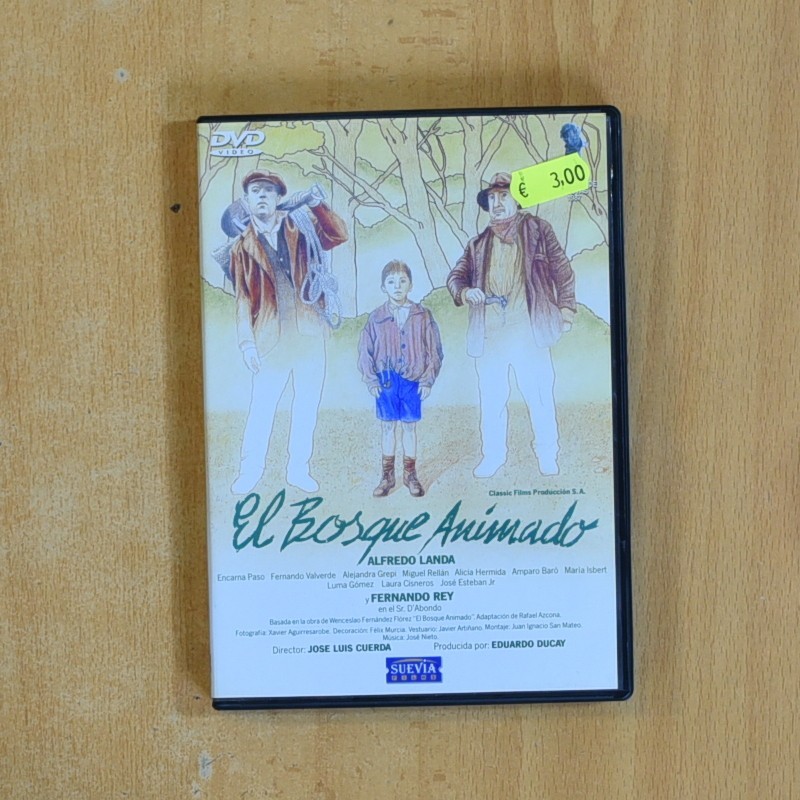 DVD
VIDEO
€ 3,00
Classic Films Producción S.A.
El Bosque Animado
ALFREDO LANDA
Encarna Paso Fernando Valverde Alejandra Grepi Miguel Rellán Alicia Hermida Amparo Baró María Isbert
Luma Gómez Laura Cisneros José Esteban Jr
y FERNANDO REY
en el Sr. D'Abondo
Basada en la obra de Wenceslao Fernández Flórez "El Bosque Animado". Adaptación de Rafael Azcona.
Fotografía: Xavier Aguirresarobe. Decoración: Félix Murcia. Vestuario: Javier Artiñano. Montaje: Juan Ignacio San Mateo.
Música: José Nieto.
Director: JOSE LUIS CUERDA Producida por: EDUARDO DUCAY
SUEVIA
FILMS